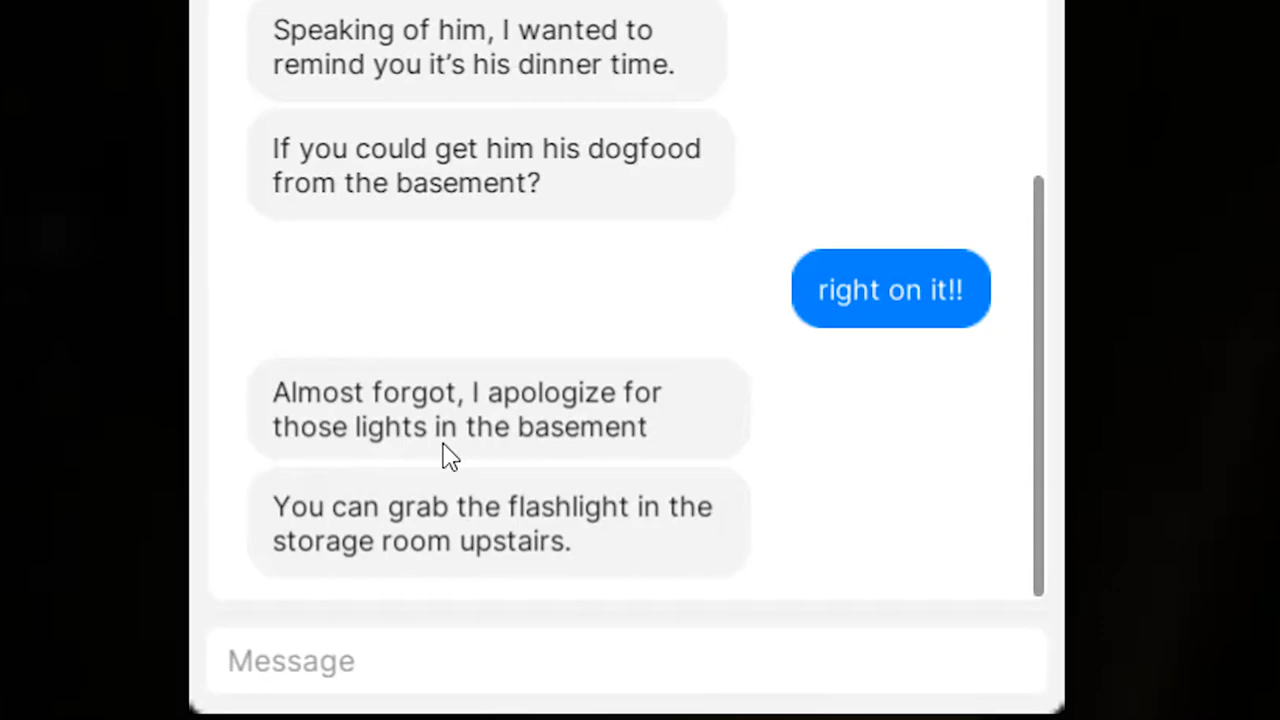 Speaking of him, I wanted to
remind you it’s his dinner time.
If you could get him his dogfood
from the basement?
right on it!!
Almost forgot, I apologize for
those lights in the basement
You can grab the flashlight in the
storage room upstairs.
Message